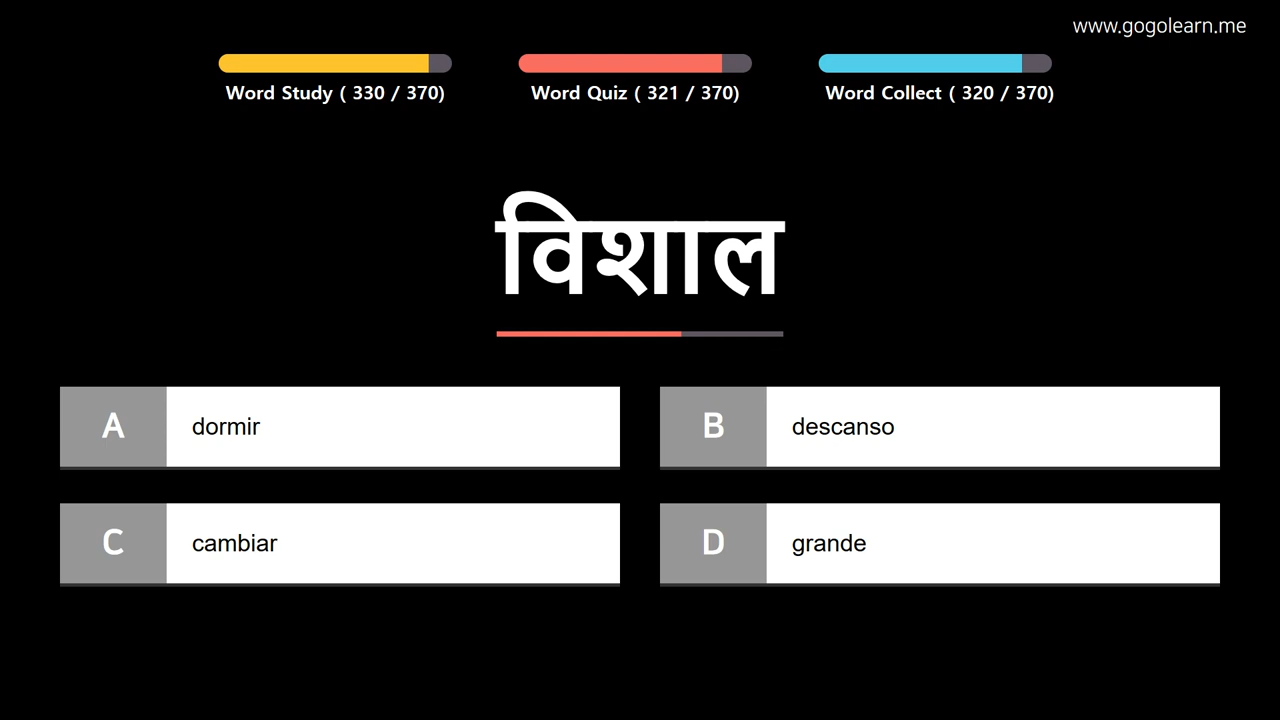 www.gogolearn.me
Word Study ( 330 / 370)
Word Quiz ( 321 / 370)
Word Collect ( 320 / 370)
विशाल
A dormir
B descanso
C cambiar
D grande